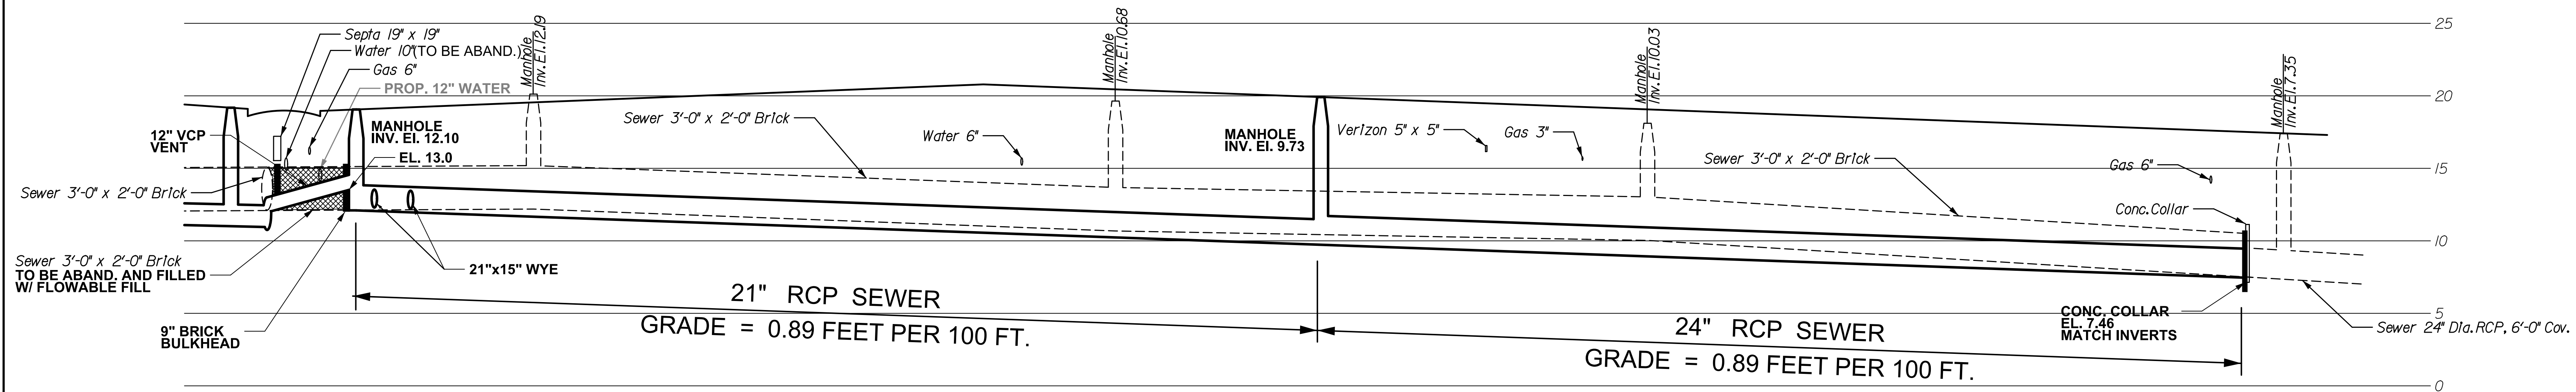 25
Septa 19" x 19"
Water 10"(TO BE ABAND.)
Gas 6"
PROP. 12" WATER
Manhole
Inv.El.12.19
Manhole
Inv.El.10.68
Manhole
Inv.El.10.03
Manhole
Inv.El.7.35
20
12" VCP
VENT
MANHOLE
INV. El. 12.10
EL. 13.0
Sewer 3'-0" x 2'-0" Brick
Water 6"
MANHOLE
INV. El. 9.73
Verizon 5" x 5"
Gas 3"
Sewer 3'-0" x 2'-0" Brick
Gas 6"
15
Sewer 3'-0" x 2'-0" Brick
Conc.Collar
10
Sewer 3'-0" x 2'-0" Brick
TO BE ABAND. AND FILLED
W/ FLOWABLE FILL
21"x15" WYE
9" BRICK
BULKHEAD
21" RCP SEWER
GRADE = 0.89 FEET PER 100 FT.
24" RCP SEWER
GRADE = 0.89 FEET PER 100 FT.
CONC. COLLAR
EL. 7.46
MATCH INVERTS
5
Sewer 24" Dia.RCP, 6'-0" Cov.
0